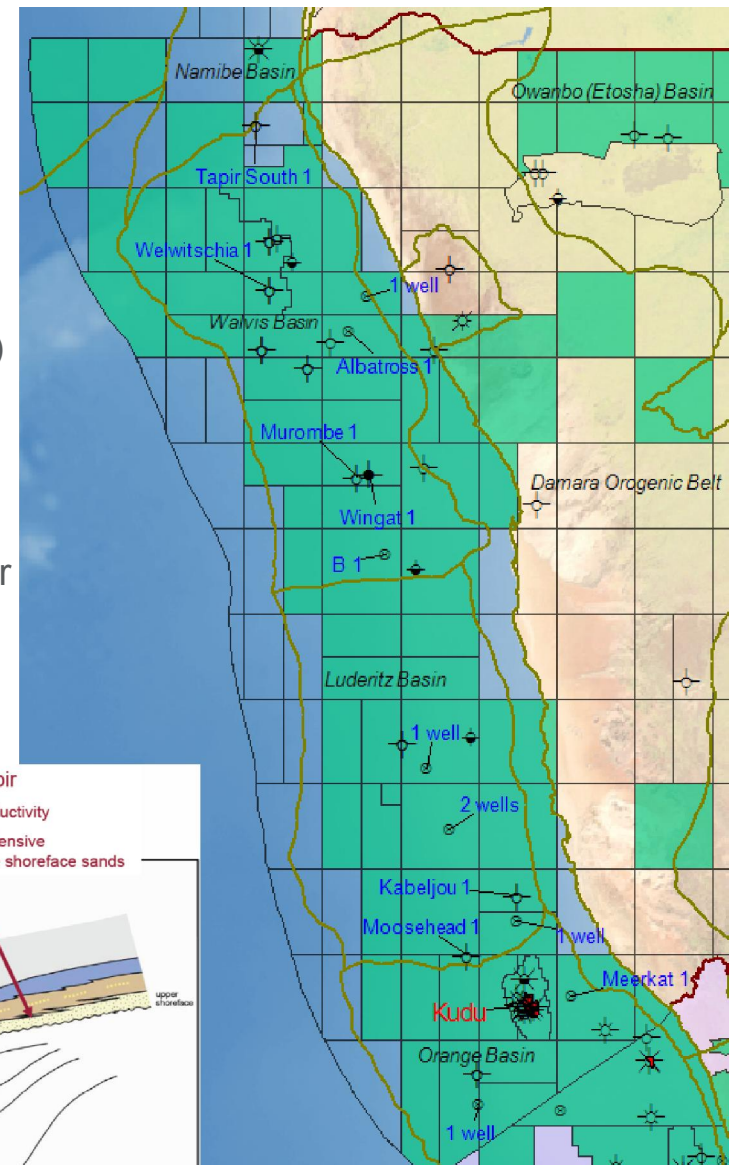 Namibe Basin
Owanbo (Etosha) Basin
Tapir South 1
Welwitschia 1
1 well
Walvis Basin
)
Albatross 1
Murombe 1
Damara Orogenic Belt
Wingat 1
B 1
r
Luderitz Basin
1 well
oir
uctivity
2 wells
ensive
shoreface sands
Kabeljou 1
Moosehead 1
1 well
Meerkat 1
upper
shoreface
Kudu
Orange Basin
1 well